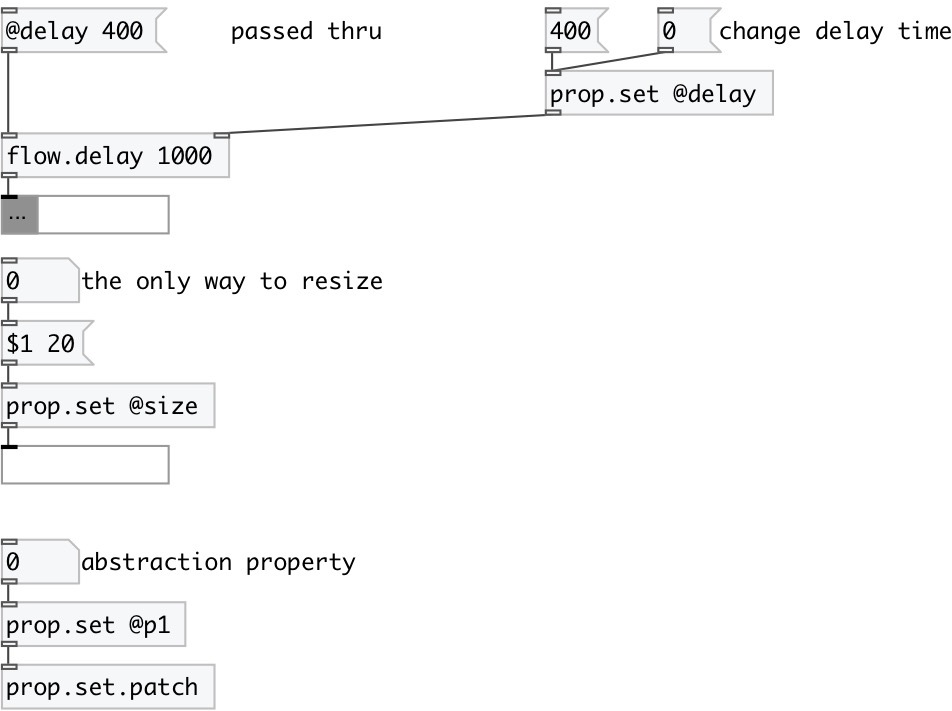 @delay 400
passed thru
400
0
change delay time
prop.set @delay
flow.delay 1000
...
0
the only way to resize
$1 20
prop.set @size
0
abstraction property
prop.set @p1
prop.set.patch